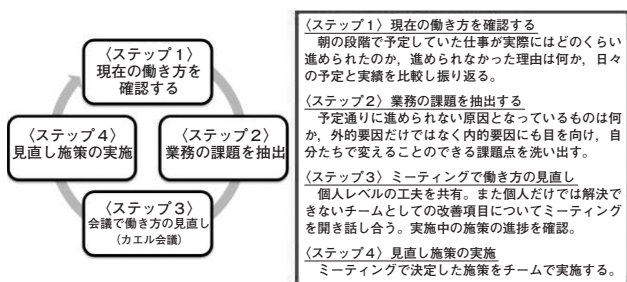 〈ステップ1〉
現在の働き方を
確認する
〈ステップ2〉
業務の課題を抽出
〈ステップ3〉
会議で働き方の見直し
(カエル会議)
〈ステップ4〉
見直し施策の実施
〈ステップ1〉現在の働き方を確認する
朝の段階で予定していた仕事が実際にはどのくらい
進められたのか，進められなかった理由は何か，日々
の予定と実績を比較し振り返る。
〈ステップ2〉業務の課題を抽出する
予定通りに進められない原因となっているものは何
か，外的要因だけではなく内的要因にも目を向け，自
分たちで変えることのできる課題点を洗い出す。
〈ステップ3〉ミーティングで働き方の見直し
個人レベルの工夫を共有。また個人だけでは解決で
きないチームとしての改善項目についてミーティング
を開き話し合う。実施中の施策の進捗を確認。
〈ステップ4〉見直し施策の実施
ミーティングで決定した施策をチームで実施する。